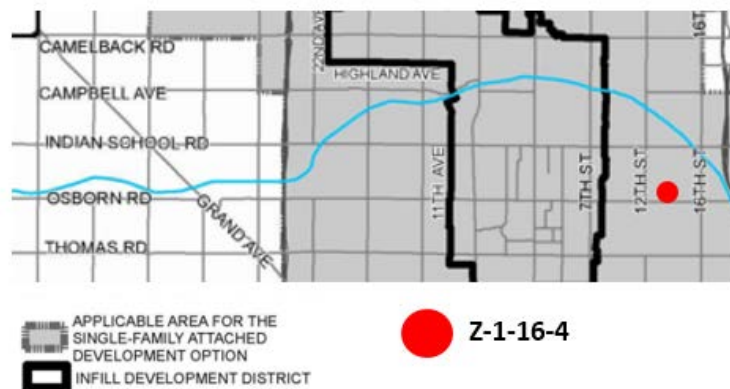 22ND AVE
16TH
CAMELBACK RD
HIGHLAND AVE
CAMPBELL AVE
INDIAN SCHOOL RD
11TH AVE
7TH ST.
12TH ST.
16TH ST.
OSBORN RD
GRAND AVE
THOMAS RD
APPLICABLE AREA FOR THE
SINGLE-FAMILY ATTACHED
DEVELOPMENT OPTION
INFILL DEVELOPMENT DISTRICT
Z-1-16-4